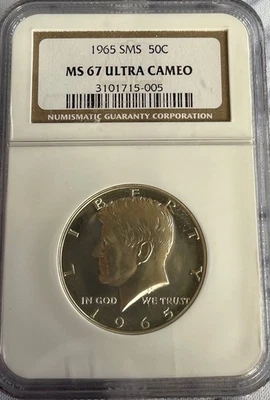 1965 SMS 50C
MS 67 ULTRA CAMEO
3101715-005
NUMISMATIC GUARANTY CORPORATION
LIBERTY
IN GOD WE TRUST
1965